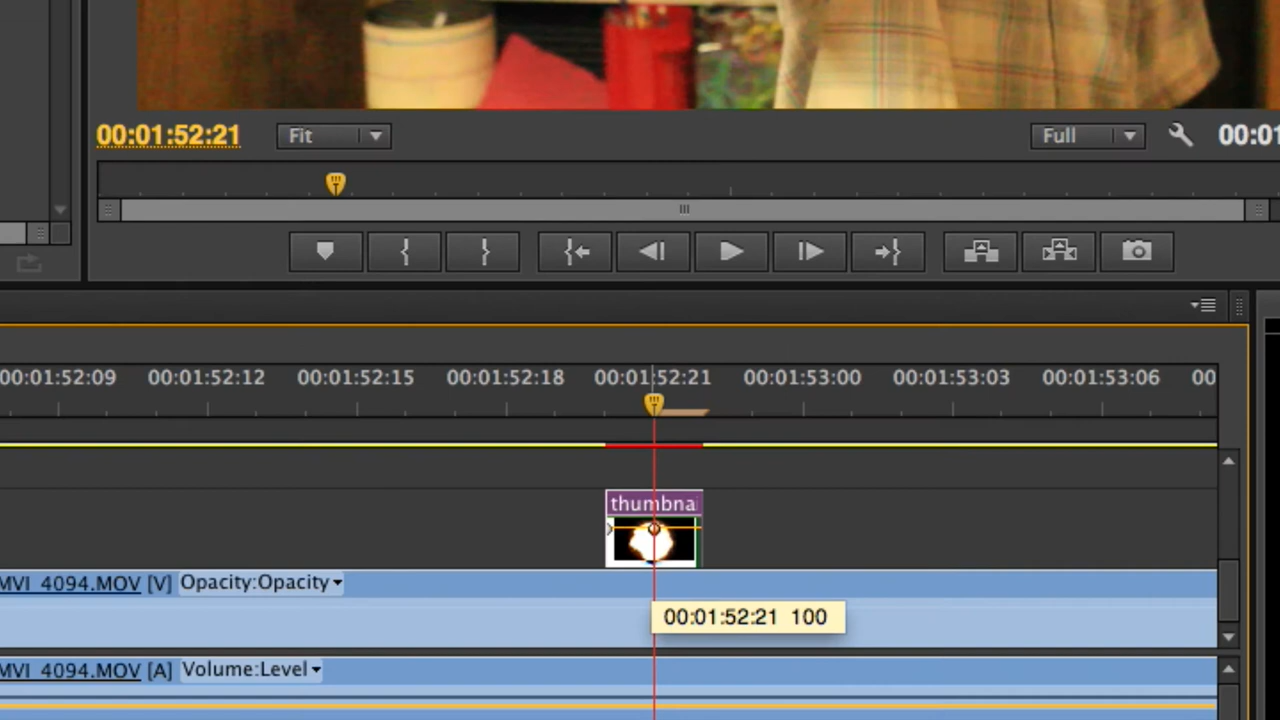 00:01:52:21 Fit Full 00:01
00:01:52:09 00:01:52:12 00:01:52:15 00:01:52:18 00:01:52:21 00:01:53:00 00:01:53:03 00:01:53:06 00
thumbnai
MVI_4094.MOV [V] Opacity:Opacity
00:01:52:21 100
MVI_4094.MOV [A] Volume:Level